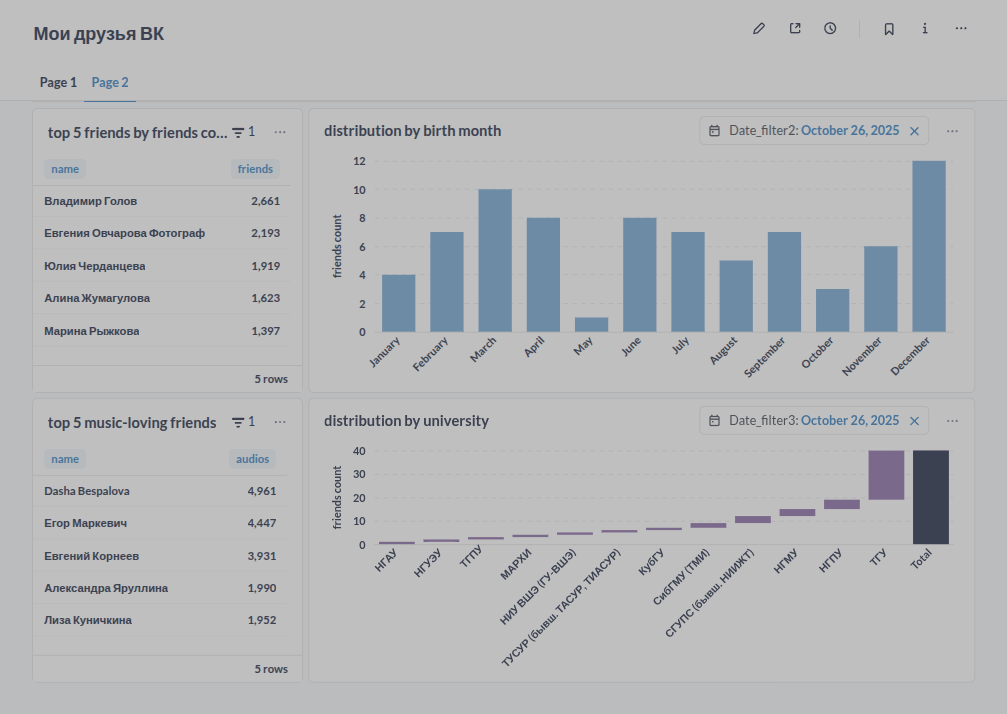 Мои друзья ВК
Page 1 Page 2
top 5 friends by friends co... 1
name friends
Владимир Голов 2,661
Евгения Овчарова Фотограф 2,193
Юлия Черданцева 1,919
Алина Жумагулова 1,623
Марина Рыжкова 1,397
5 rows
distribution by birth month
Date_filter2: October 26, 2025
friends count
12
10
8
6
4
2
0
January February March April May June July August September October November December
top 5 music-loving friends 1
name audios
Dasha Bespalova 4,961
Егор Маркевич 4,447
Евгений Корнеев 3,931
Александра Яруллина 1,990
Лиза Куничкина 1,952
5 rows
distribution by university
Date_filter3: October 26, 2025
friends count
40
30
20
10
0
НГАУ НГУЭУ ТГПУ МАРХИ НИУ ВШЭ (ГУ-ВШЭ) ТУСУР (бывш. ТАСУР, ТИАСУР) КубГУ СибГМУ (ТМИ) СГУПС (бывш. НИИЖТ) НГМУ НГПУ ТГУ Total